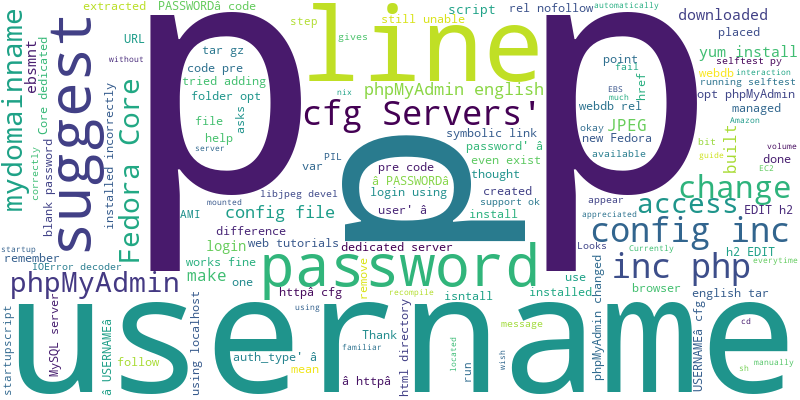 extracted
PASSWORDâ code
step
script
still unable
rel nofollow
automatically
p
line
p
downloaded
placed
URL
gives
tar gz
code pre
tried adding
folder opt
asks
phpMyAdmin english
nix
cfg Servers'
point
fail
EBS
much
href
yum install
selftest py
interaction
webdb
running selftest
opt phpMyAdmin
managed
without
ebsmnt
Core dedicated
suggest
mydomainname
Fedora Core
blank password
installed incorrectly
correctly
file
help
server
var
PIL
symbolic link
password' â
even exist
thought
webdb rel
JPEG
new Fedora
okay
available
built
bit
Amazon
volume
guide
done
a
pre code
â PASSWORDâ
login using
user' â
created
support ok
install
libjpeg devel
AMI
config file
difference
login
web tutorials
dedicated server
mounted
works fine
make
one
remove
change
access
EC2
appear
appreciated
EDIT h2
config inc
Looks
h2 EDIT
Currently
everytime
startup
remember
IOError decoder
phpMyAdmin
password
inc php
use
installed
browser
english tar
httpâ cfg
recompile
isntall
using
username
startupscript
MySQL server
â USERNAMEâ
follow
using localhost
auth_type' â
mean
Thank
familiar
â httpâ
html directory
run
located
message
wish
phpMyAdmin changed
USERNAMEâ cfg
cd
sh
manually